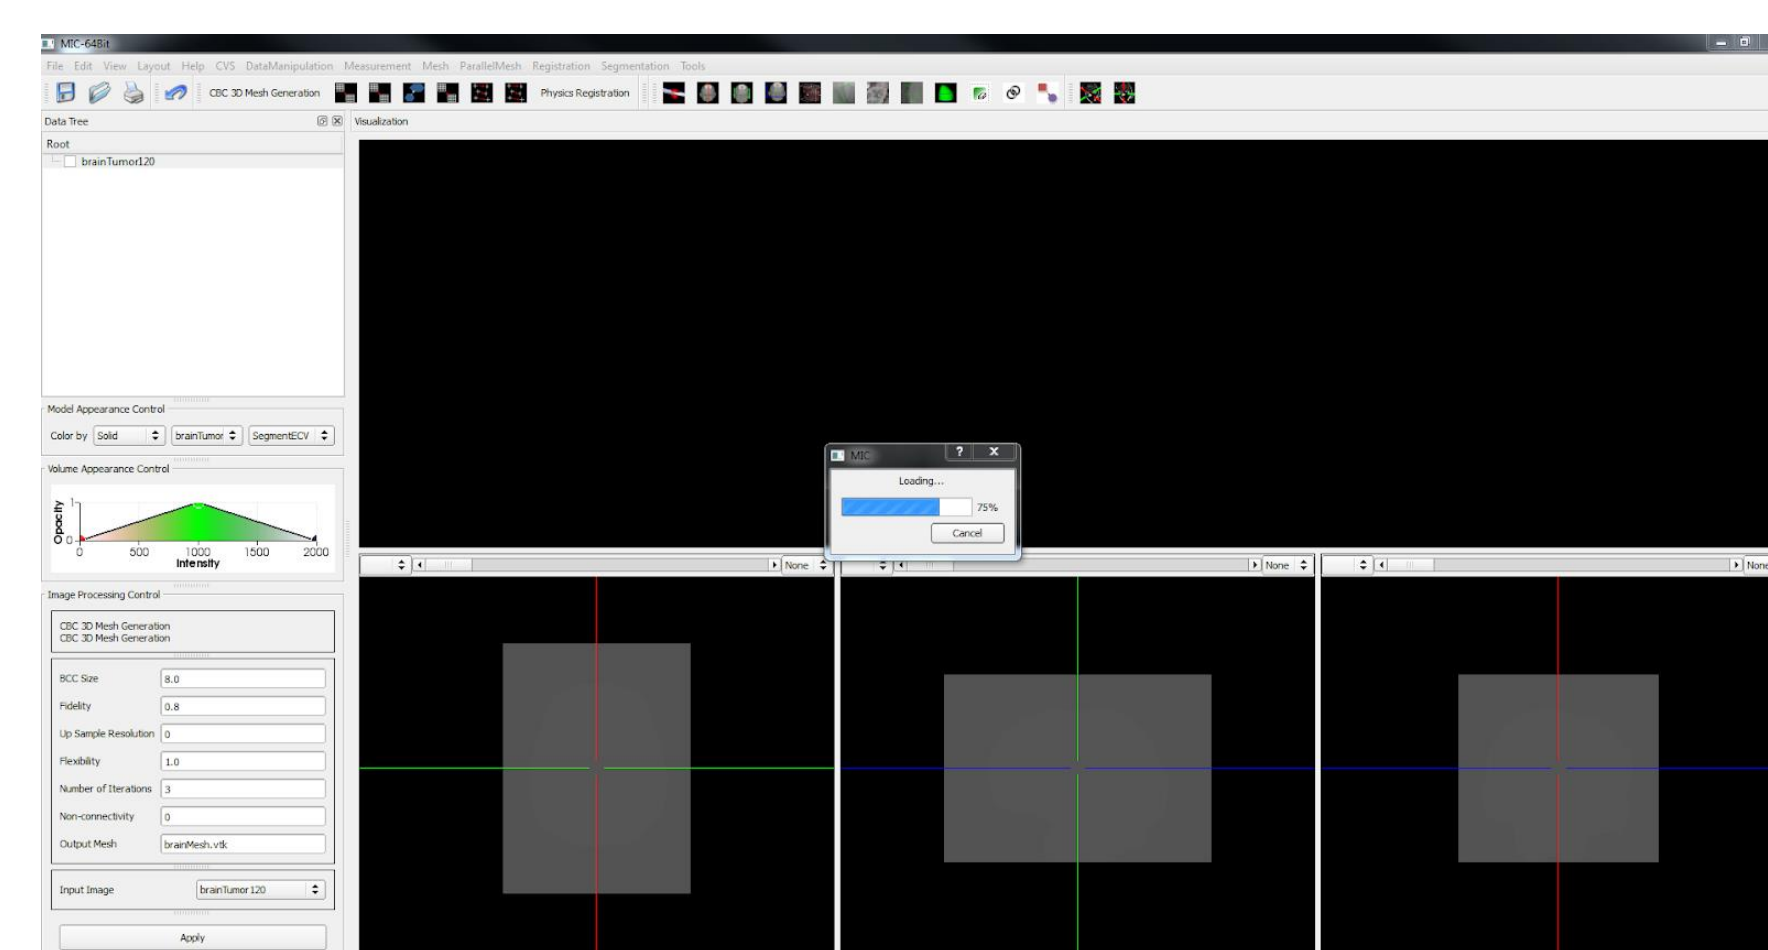 MIC-64Bit
File Edit View Layout Help CVS DataManipulation Measurement Mesh ParallelMesh Registration Segmentation Tools
CBC 3D Mesh Generation Physics Registration
Data Tree
Visualization
Root
brainTumor120
Model Appearance Control
Color by Solid brainTumor SegmentECV
Volume Appearance Control
Opacity
1
0
0 500 1000 1500 2000
Intensity
MIC ? X
Loading...
75%
Cancel
None
None
None
Image Processing Control
CBC 3D Mesh Generation
CBC 3D Mesh Generation
BCC Size 8.0
Fidelity 0.8
Up Sample Resolution 0
Flexibility 1.0
Number of Iterations 3
Non-connectivity 0
Output Mesh brainMesh.vtk
Input Image brainTumor120
Apply